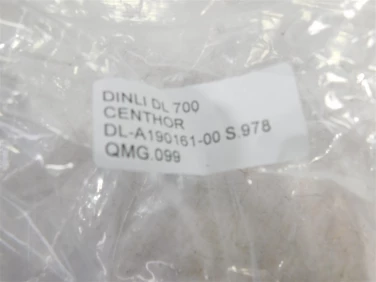 DINLI DL 700
CENTHOR
DL-A190161-00 S.978
QMG.099